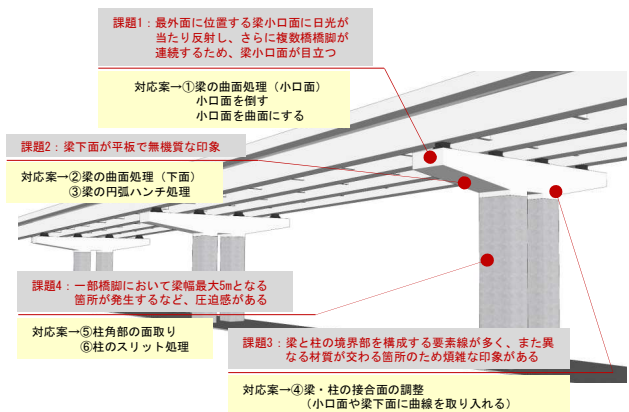 課題1：最外面に位置する梁小口面に日光が
当たり反射し、さらに複数橋橋脚が
連続するため、梁小口面が目立つ
対応案→①梁の曲面処理（小口面）
小口面を倒す
小口面を曲面にする
課題2：梁下面が平板で無機質な印象
対応案→②梁の曲面処理（下面）
③梁の円弧ハンチ処理
課題4：一部橋脚において梁幅最大5mとなる
箇所が発生するなど、圧迫感がある
対応案→⑤柱角部の面取り
⑥柱のスリット処理
課題3：梁と柱の境界部を構成する要素線が多く、また異
なる材質が交わる箇所のため煩雑な印象がある
対応案→④梁・柱の接合面の調整
（小口面や梁下面に曲線を取り入れる）